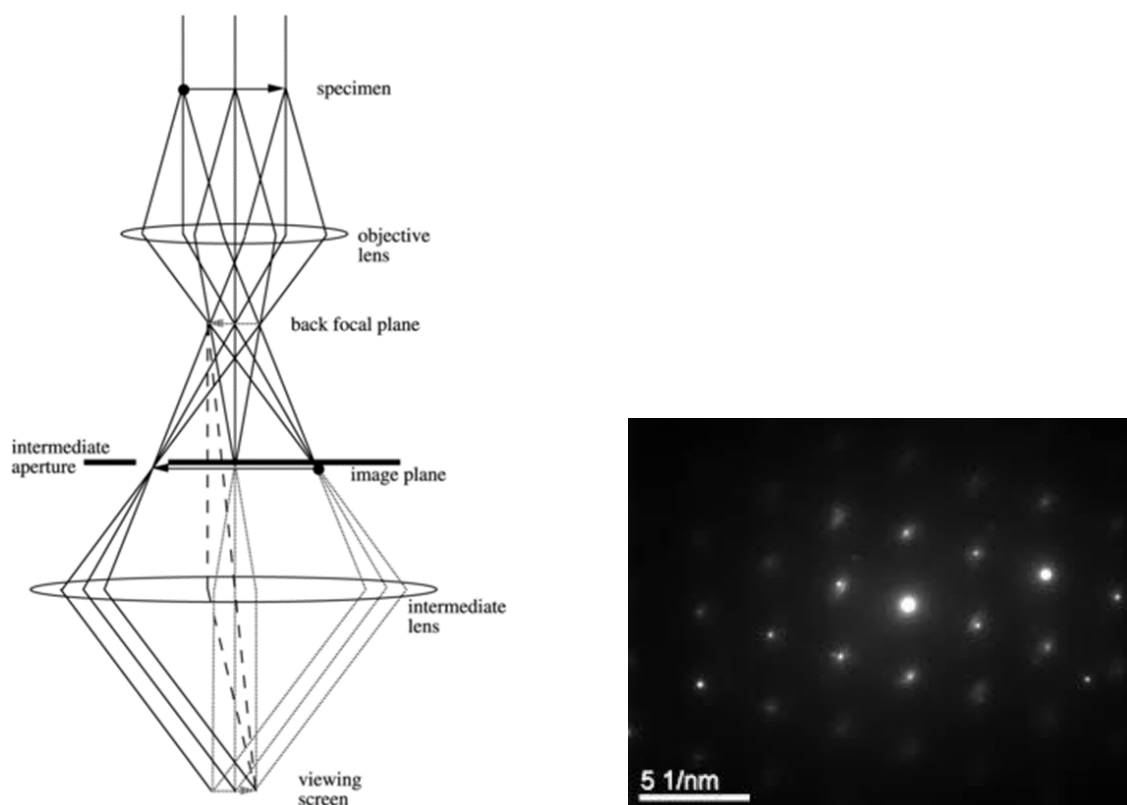 specimen
objective
lens
back focal plane
intermediate
aperture
image plane
intermediate
lens
viewing
screen
5 1/nm